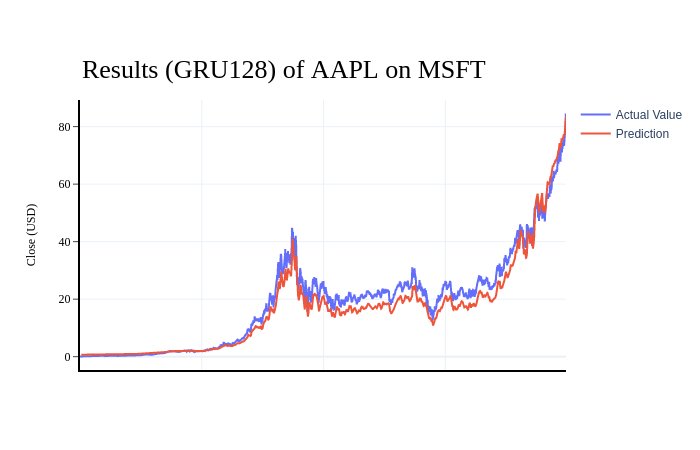 Results (GRU128) of AAPL on MSFT
Actual Value
Prediction
Close (USD)
80
60
40
20
0